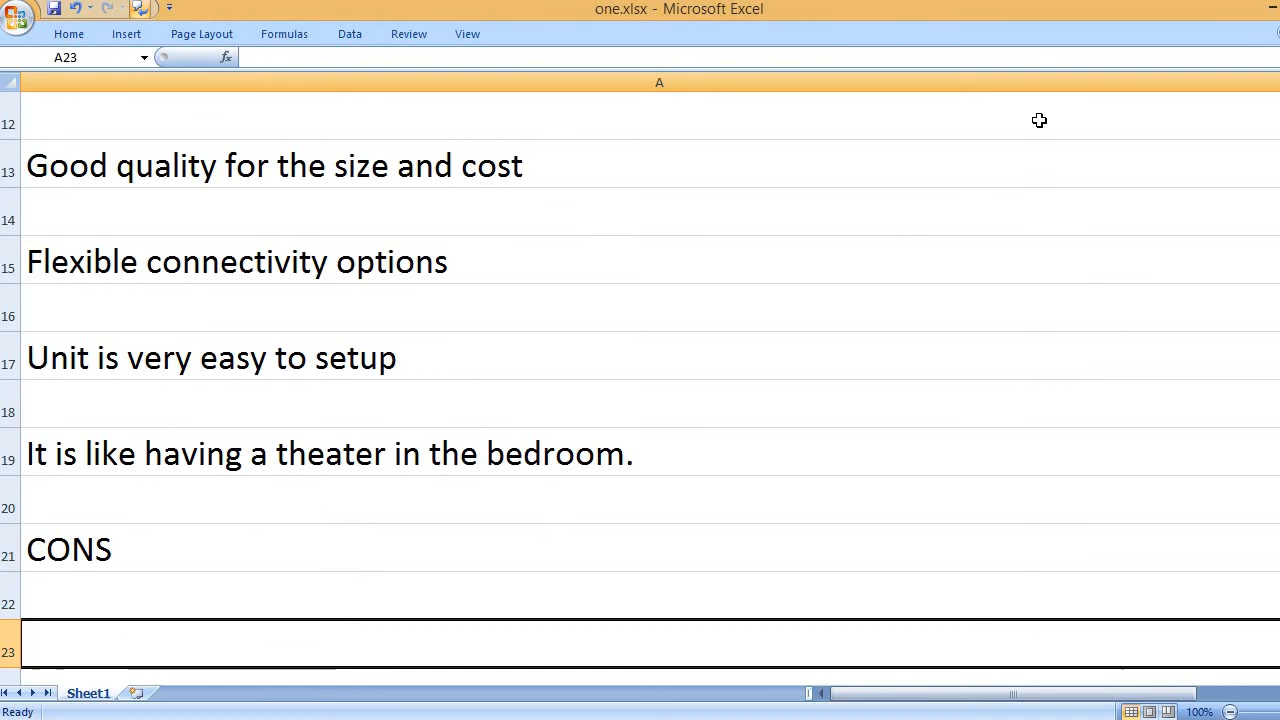 one.xlsx - Microsoft Excel
Home Insert Page Layout Formulas Data Review View
A23 fx
A
12
13 Good quality for the size and cost
14
15 Flexible connectivity options
16
17 Unit is very easy to setup
18
19 It is like having a theater in the bedroom.
20
21 CONS
22
23
Sheet1
Ready 100%